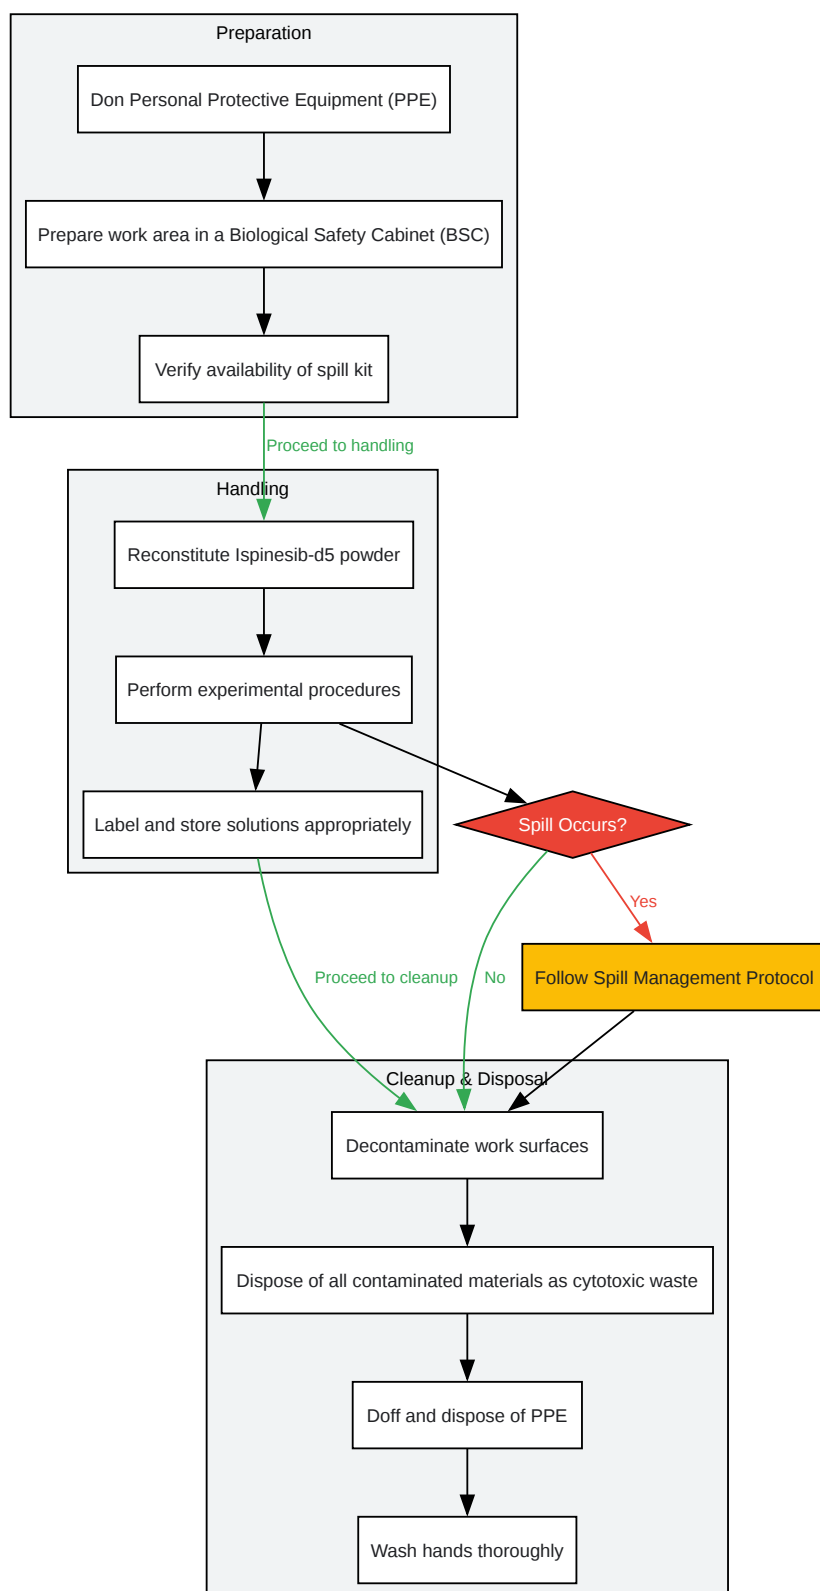 Preparation
Don Personal Protective Equipment (PPE)
Prepare work area in a Biological Safety Cabinet (BSC)
Verify availability of spill kit
Proceed to handling
Handling
Reconstitute Ispinesib-d5 powder
Perform experimental procedures
Label and store solutions appropriately
Spill Occurs?
Yes
Proceed to cleanup
No
Follow Spill Management Protocol
Cleanup & Disposal
Decontaminate work surfaces
Dispose of all contaminated materials as cytotoxic waste
Doff and dispose of PPE
Wash hands thoroughly